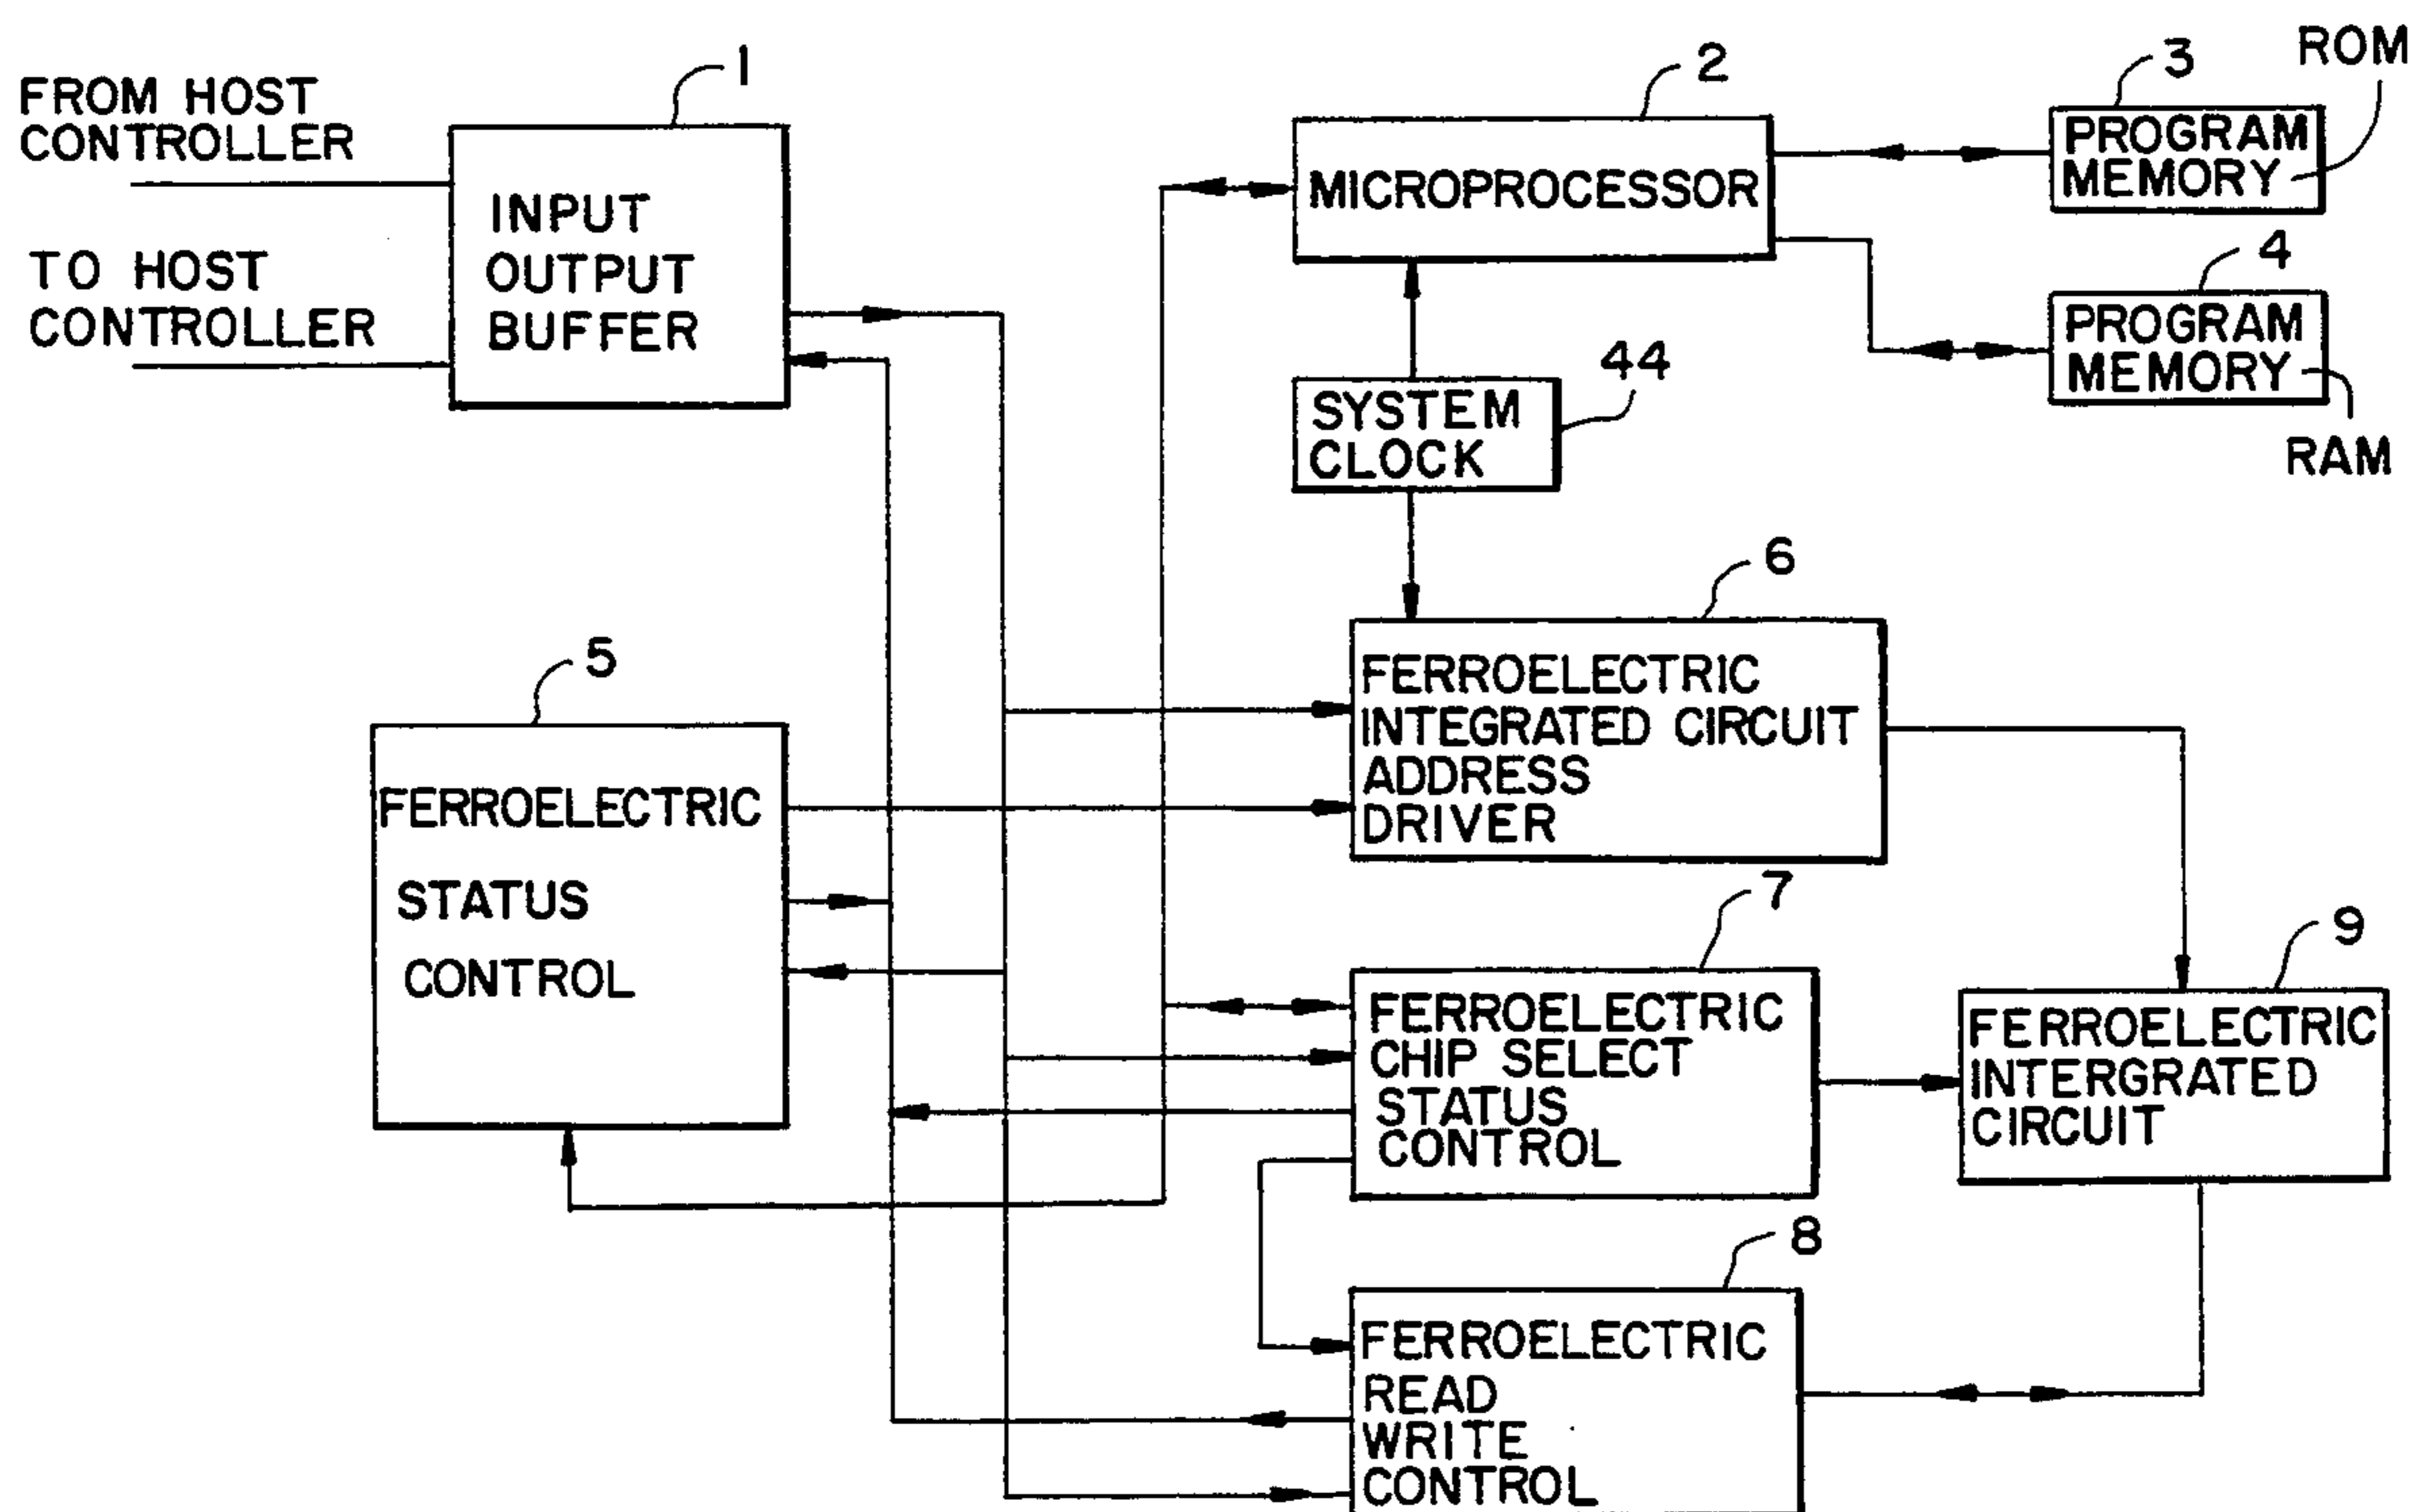 FROM HOST
CONTROLLER
TO HOST
CONTROLLER
1
INPUT
OUTPUT
BUFFER
2
MICROPROCESSOR
3
ROM
PROGRAM
MEMORY
4
PROGRAM
MEMORY
RAM
44
SYSTEM
CLOCK
5
FERROELECTRIC
STATUS
CONTROL
6
FERROELECTRIC
INTEGRATED CIRCUIT
ADDRESS
DRIVER
7
FERROELECTRIC
CHIP SELECT
STATUS
CONTROL
9
FERROELECTRIC
INTERGRATED
CIRCUIT
8
FERROELECTRIC
READ
WRITE
CONTROL